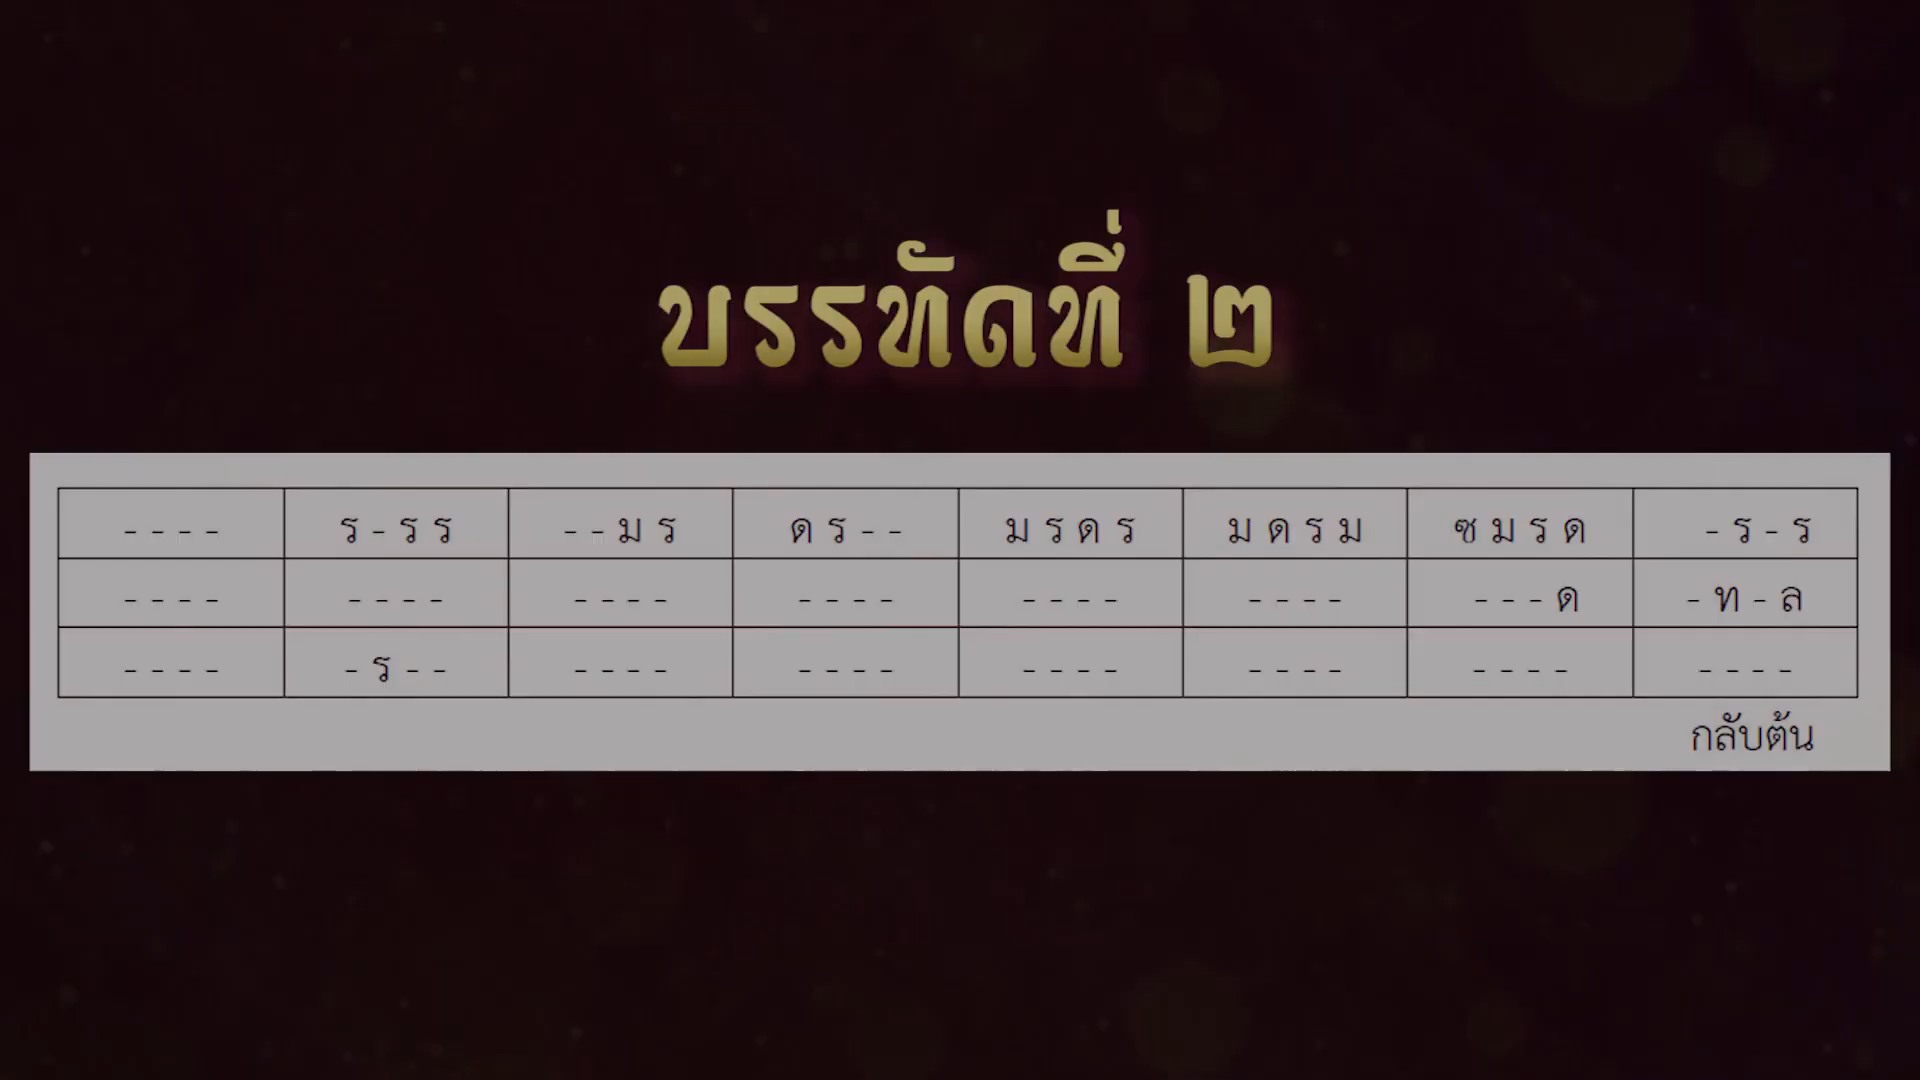 บรรทัดที่ ๒
- - - - ร - ร ร - - ม ร ด ร - - ม ร ด ร ม ด ร ม ซ ม ร ด - ร - ร
- - - - - - - - - - - - - - - - - - - - - - - - - - - ด - ท - ล
- - - - - ร - - - - - - - - - - - - - - - - - - - - - - - - - -
กลับต้น